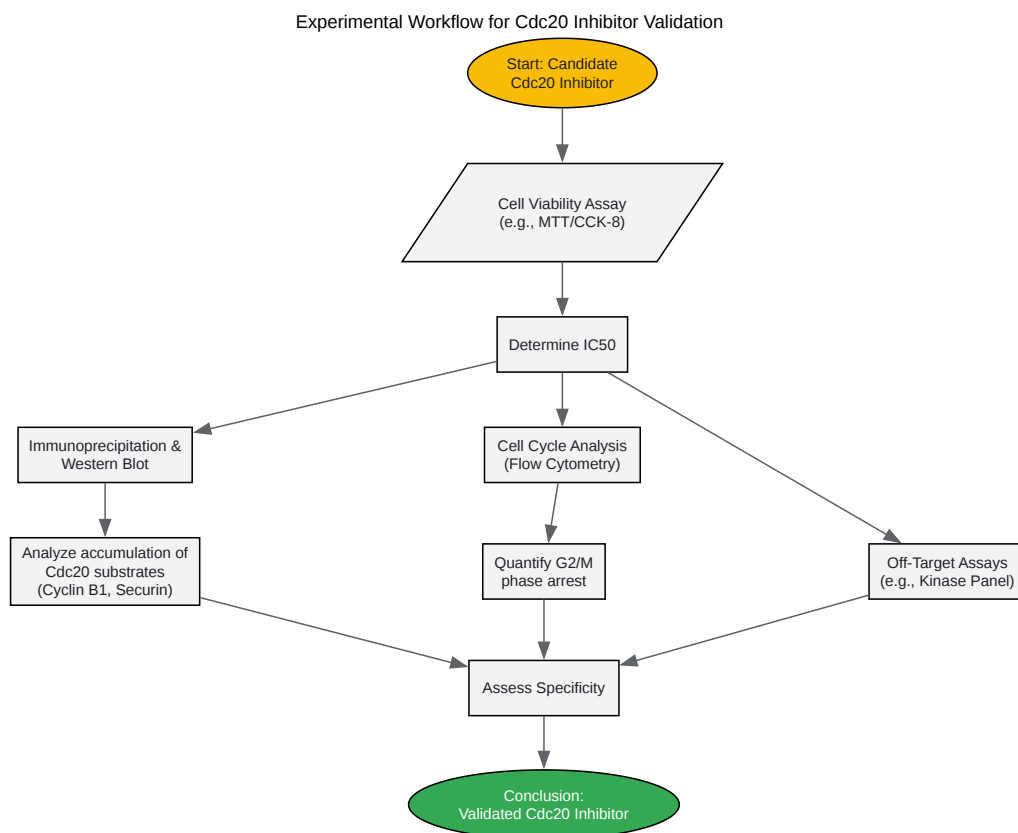 Experimental Workflow for Cdc20 Inhibitor Validation
Start: Candidate
Cdc20 Inhibitor
Cell Viability Assay
(e.g., MTT/CCK-8)
Determine IC50
Immunoprecipitation &
Western Blot
Cell Cycle Analysis
(Flow Cytometry)
Analyze accumulation of
Cdc20 substrates
(Cyclin B1, Securin)
Quantify G2/M
phase arrest
Off-Target Assays
(e.g., Kinase Panel)
Assess Specificity
Conclusion:
Validated Cdc20 Inhibitor